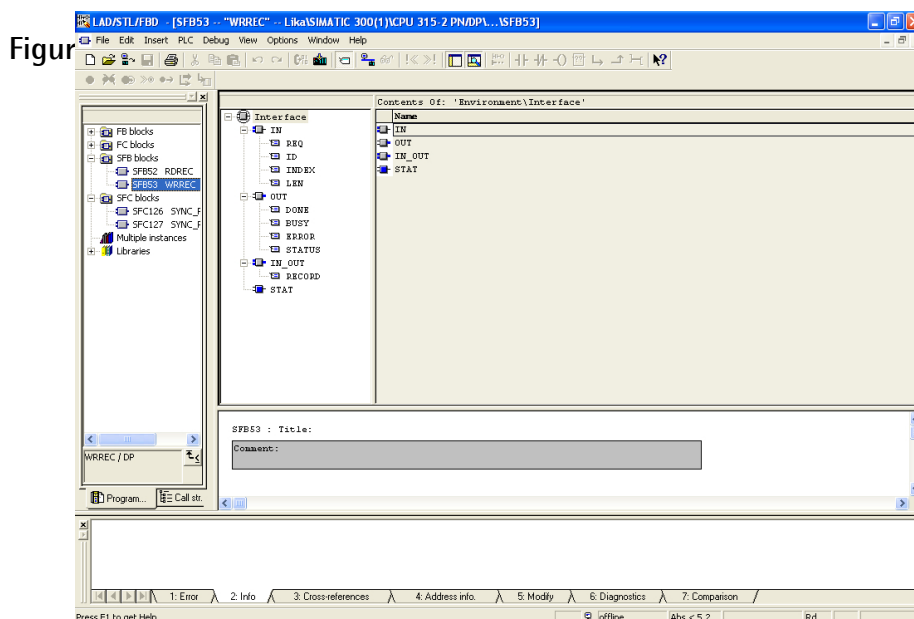 LAD/STL/FBD - [SFB53 -- "WRREC" -- Lika\SIMATIC 300(1)\CPU 315-2 PN/DP\...\SFB53]
Figur
File Edit Insert PLC Debug View Options Window Help
Contents Of: 'Environment\Interface'
Name
IN
OUT
IN_OUT
STAT
FB blocks
FC blocks
SFB blocks
SFB52 RDREC
SFB53 WRREC
SFC blocks
SFC126 SYNC_F
SFC127 SYNC_F
Multiple instances
Libraries
Interface
IN
REQ
ID
INDEX
LEN
OUT
DONE
BUSY
ERROR
STATUS
IN_OUT
RECORD
STAT
WRREC / DP
Program... Call str.
SFB53 : Title:
Comment:
1: Error 2: Info 3: Cross-references 4: Address info. 5: Modify 6: Diagnostics 7: Comparison
Press F1 to get Help. offline Abs < 5.2 Rd